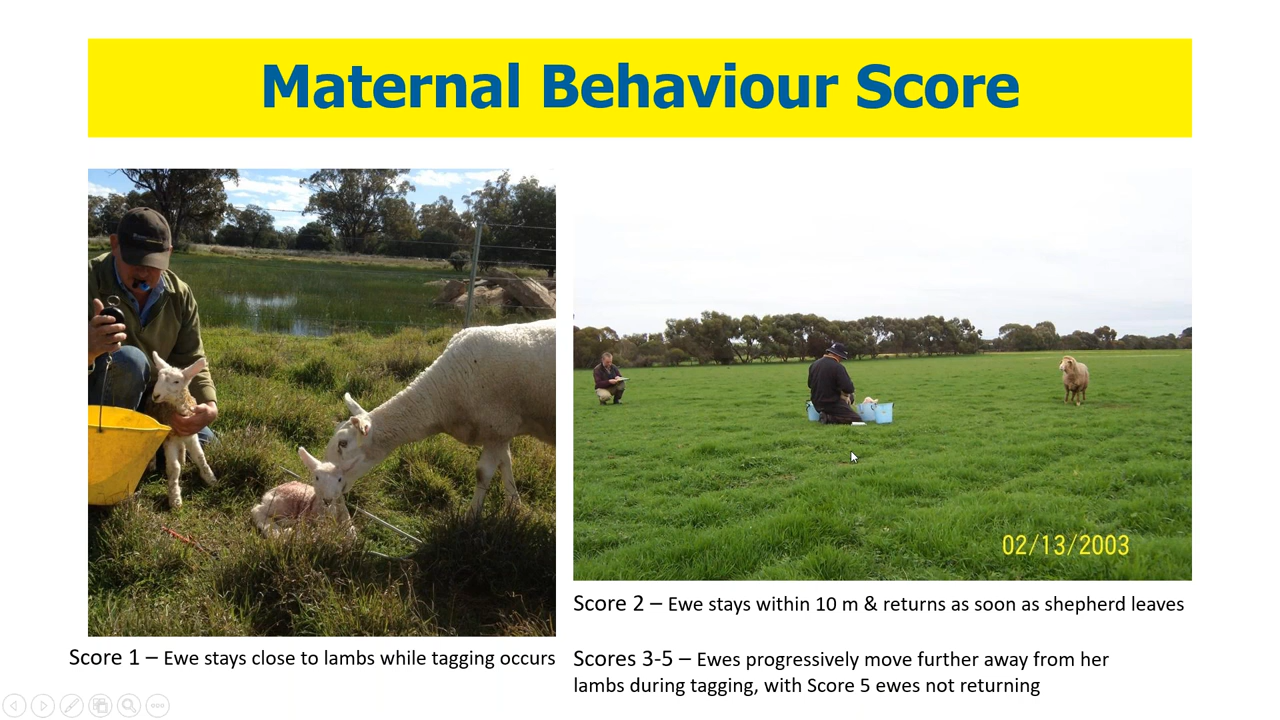 Maternal Behaviour Score
02/13/2003
Score 1 – Ewe stays close to lambs while tagging occurs
Score 2 – Ewe stays within 10 m & returns as soon as shepherd leaves
Scores 3-5 – Ewes progressively move further away from her
lambs during tagging, with Score 5 ewes not returning